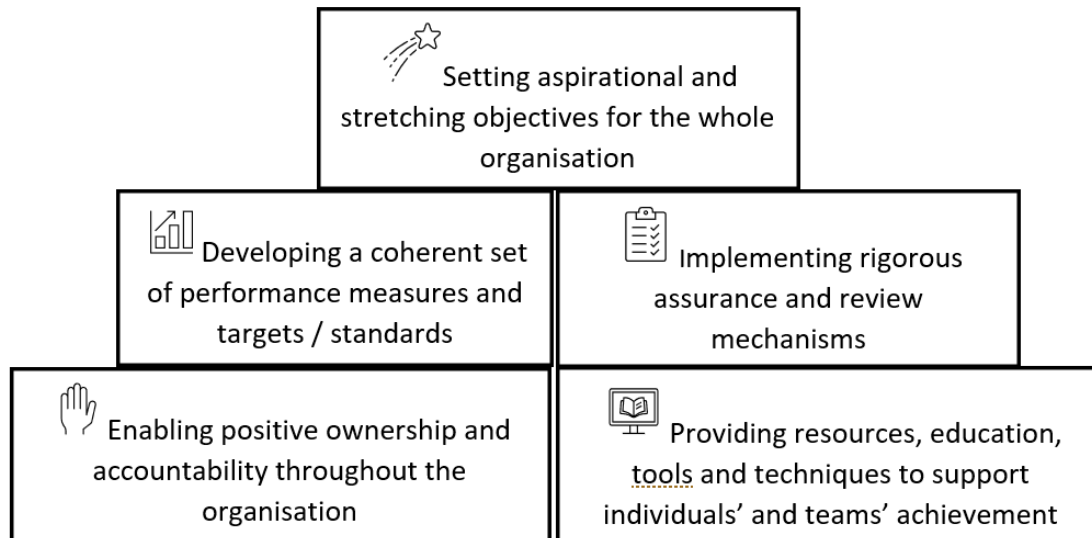 Setting aspirational and
stretching objectives for the whole
organisation
Developing a coherent set
of performance measures and
targets / standards
Implementing rigorous
assurance and review
mechanisms
Enabling positive ownership and
accountability throughout the
organisation
Providing resources, education,
tools and techniques to support
individuals’ and teams’ achievement